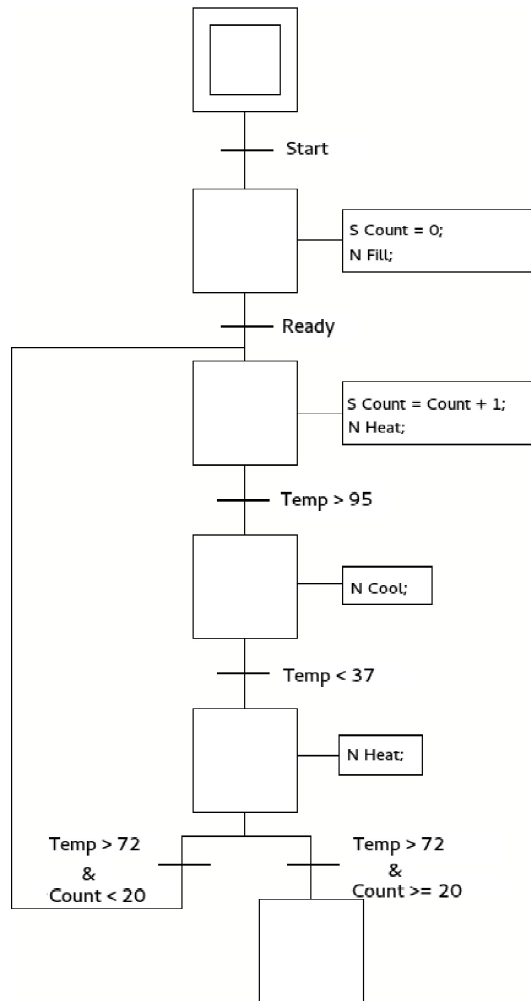 Start
S Count = 0;
N Fill;
Ready
S Count = Count + 1;
N Heat;
Temp > 95
N Cool;
Temp < 37
N Heat;
Temp > 72
&
Count < 20
Temp > 72
&
Count >= 20